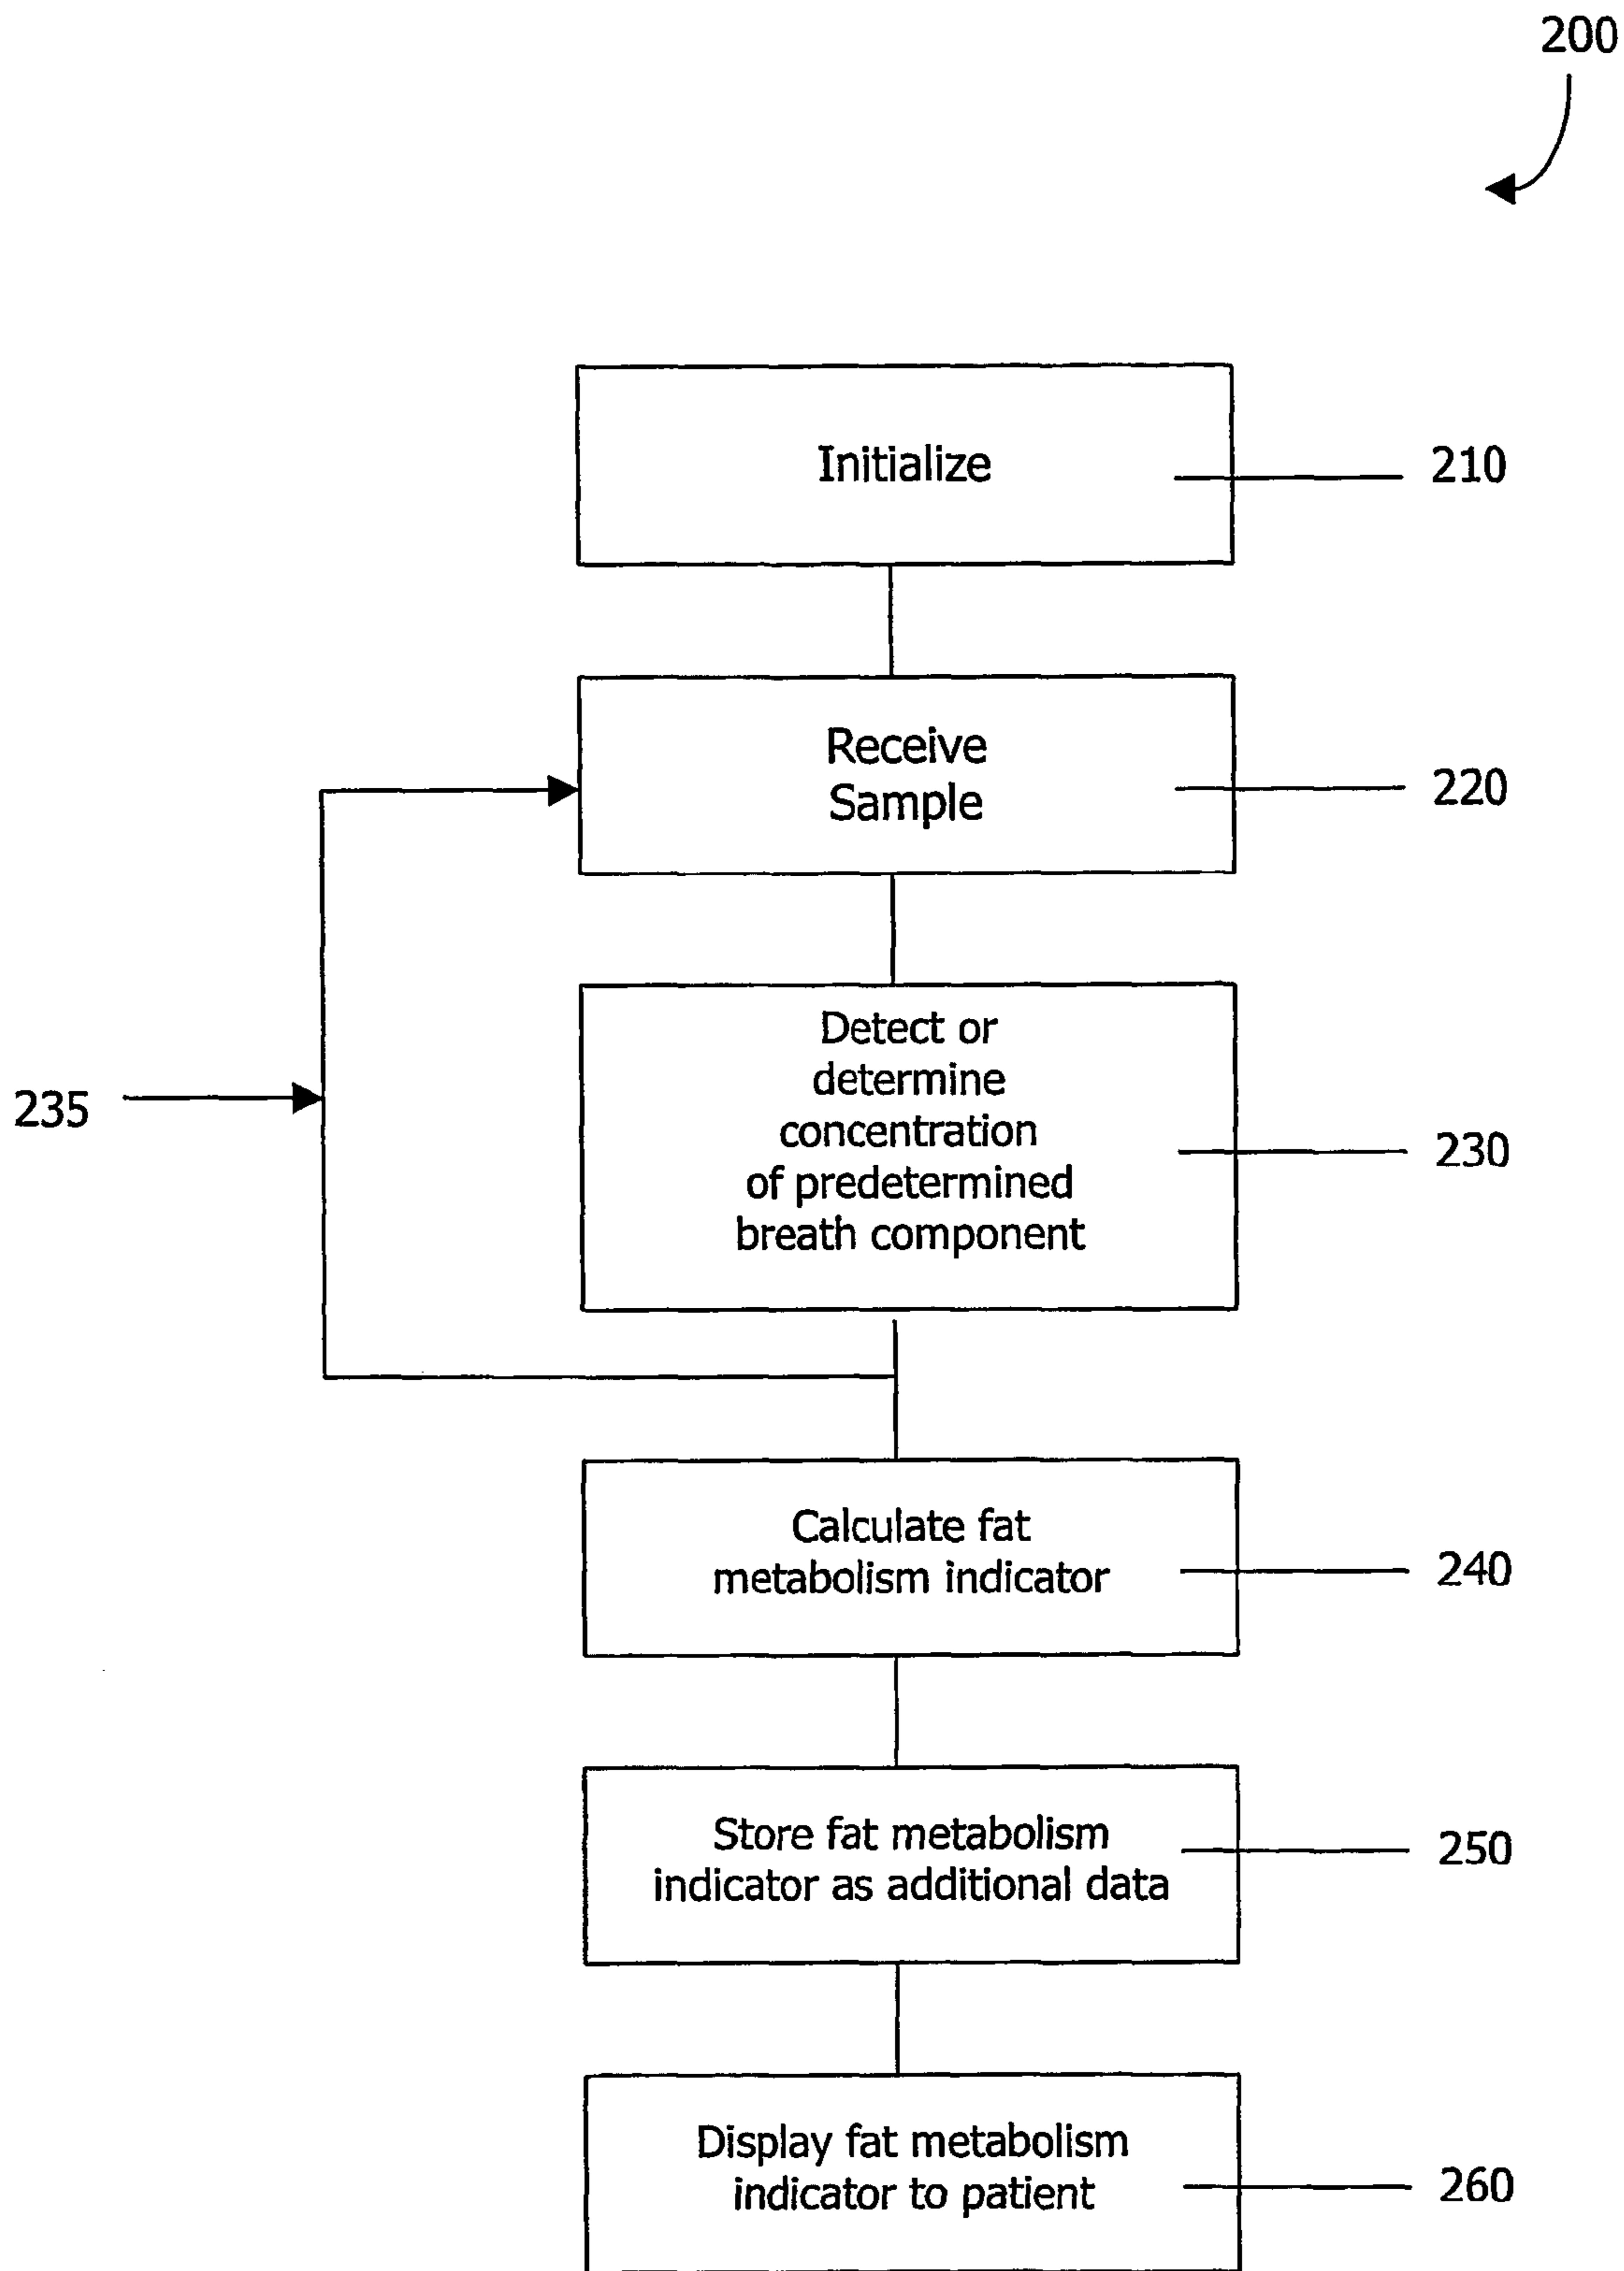 200
Initialize
210
Receive
Sample
220
Detect or
determine
concentration
of predetermined
breath component
230
235
Calculate fat
metabolism indicator
240
Store fat metabolism
indicator as additional data
250
Display fat metabolism
indicator to patient
260